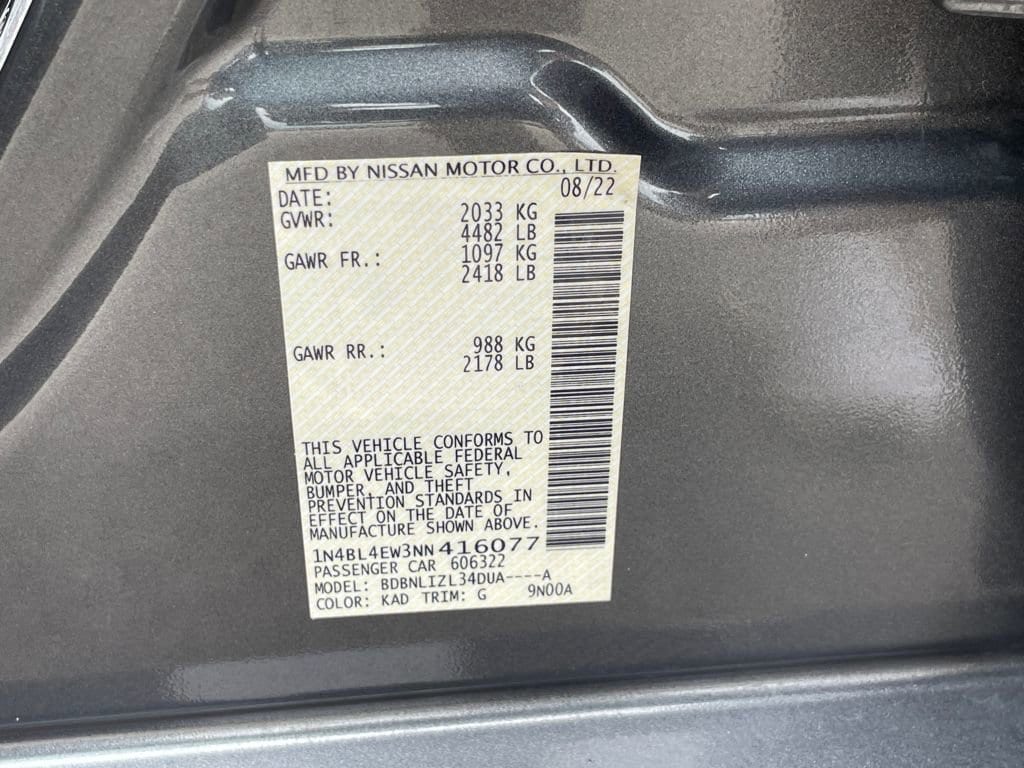 MFD BY NISSAN MOTOR CO., LTD.
DATE: 08/22
GVWR: 2033 KG
4482 LB
GAWR FR.: 1097 KG
2418 LB
GAWR RR.: 988 KG
2178 LB
THIS VEHICLE CONFORMS TO
ALL APPLICABLE FEDERAL
MOTOR VEHICLE SAFETY,
BUMPER, AND THEFT
PREVENTION STANDARDS IN
EFFECT ON THE DATE OF
MANUFACTURE SHOWN ABOVE.
1N4BL4EW3NN416077
PASSENGER CAR 606322
MODEL: BDBNLIZL34DUA----A
COLOR: KAD TRIM: G 9N00A